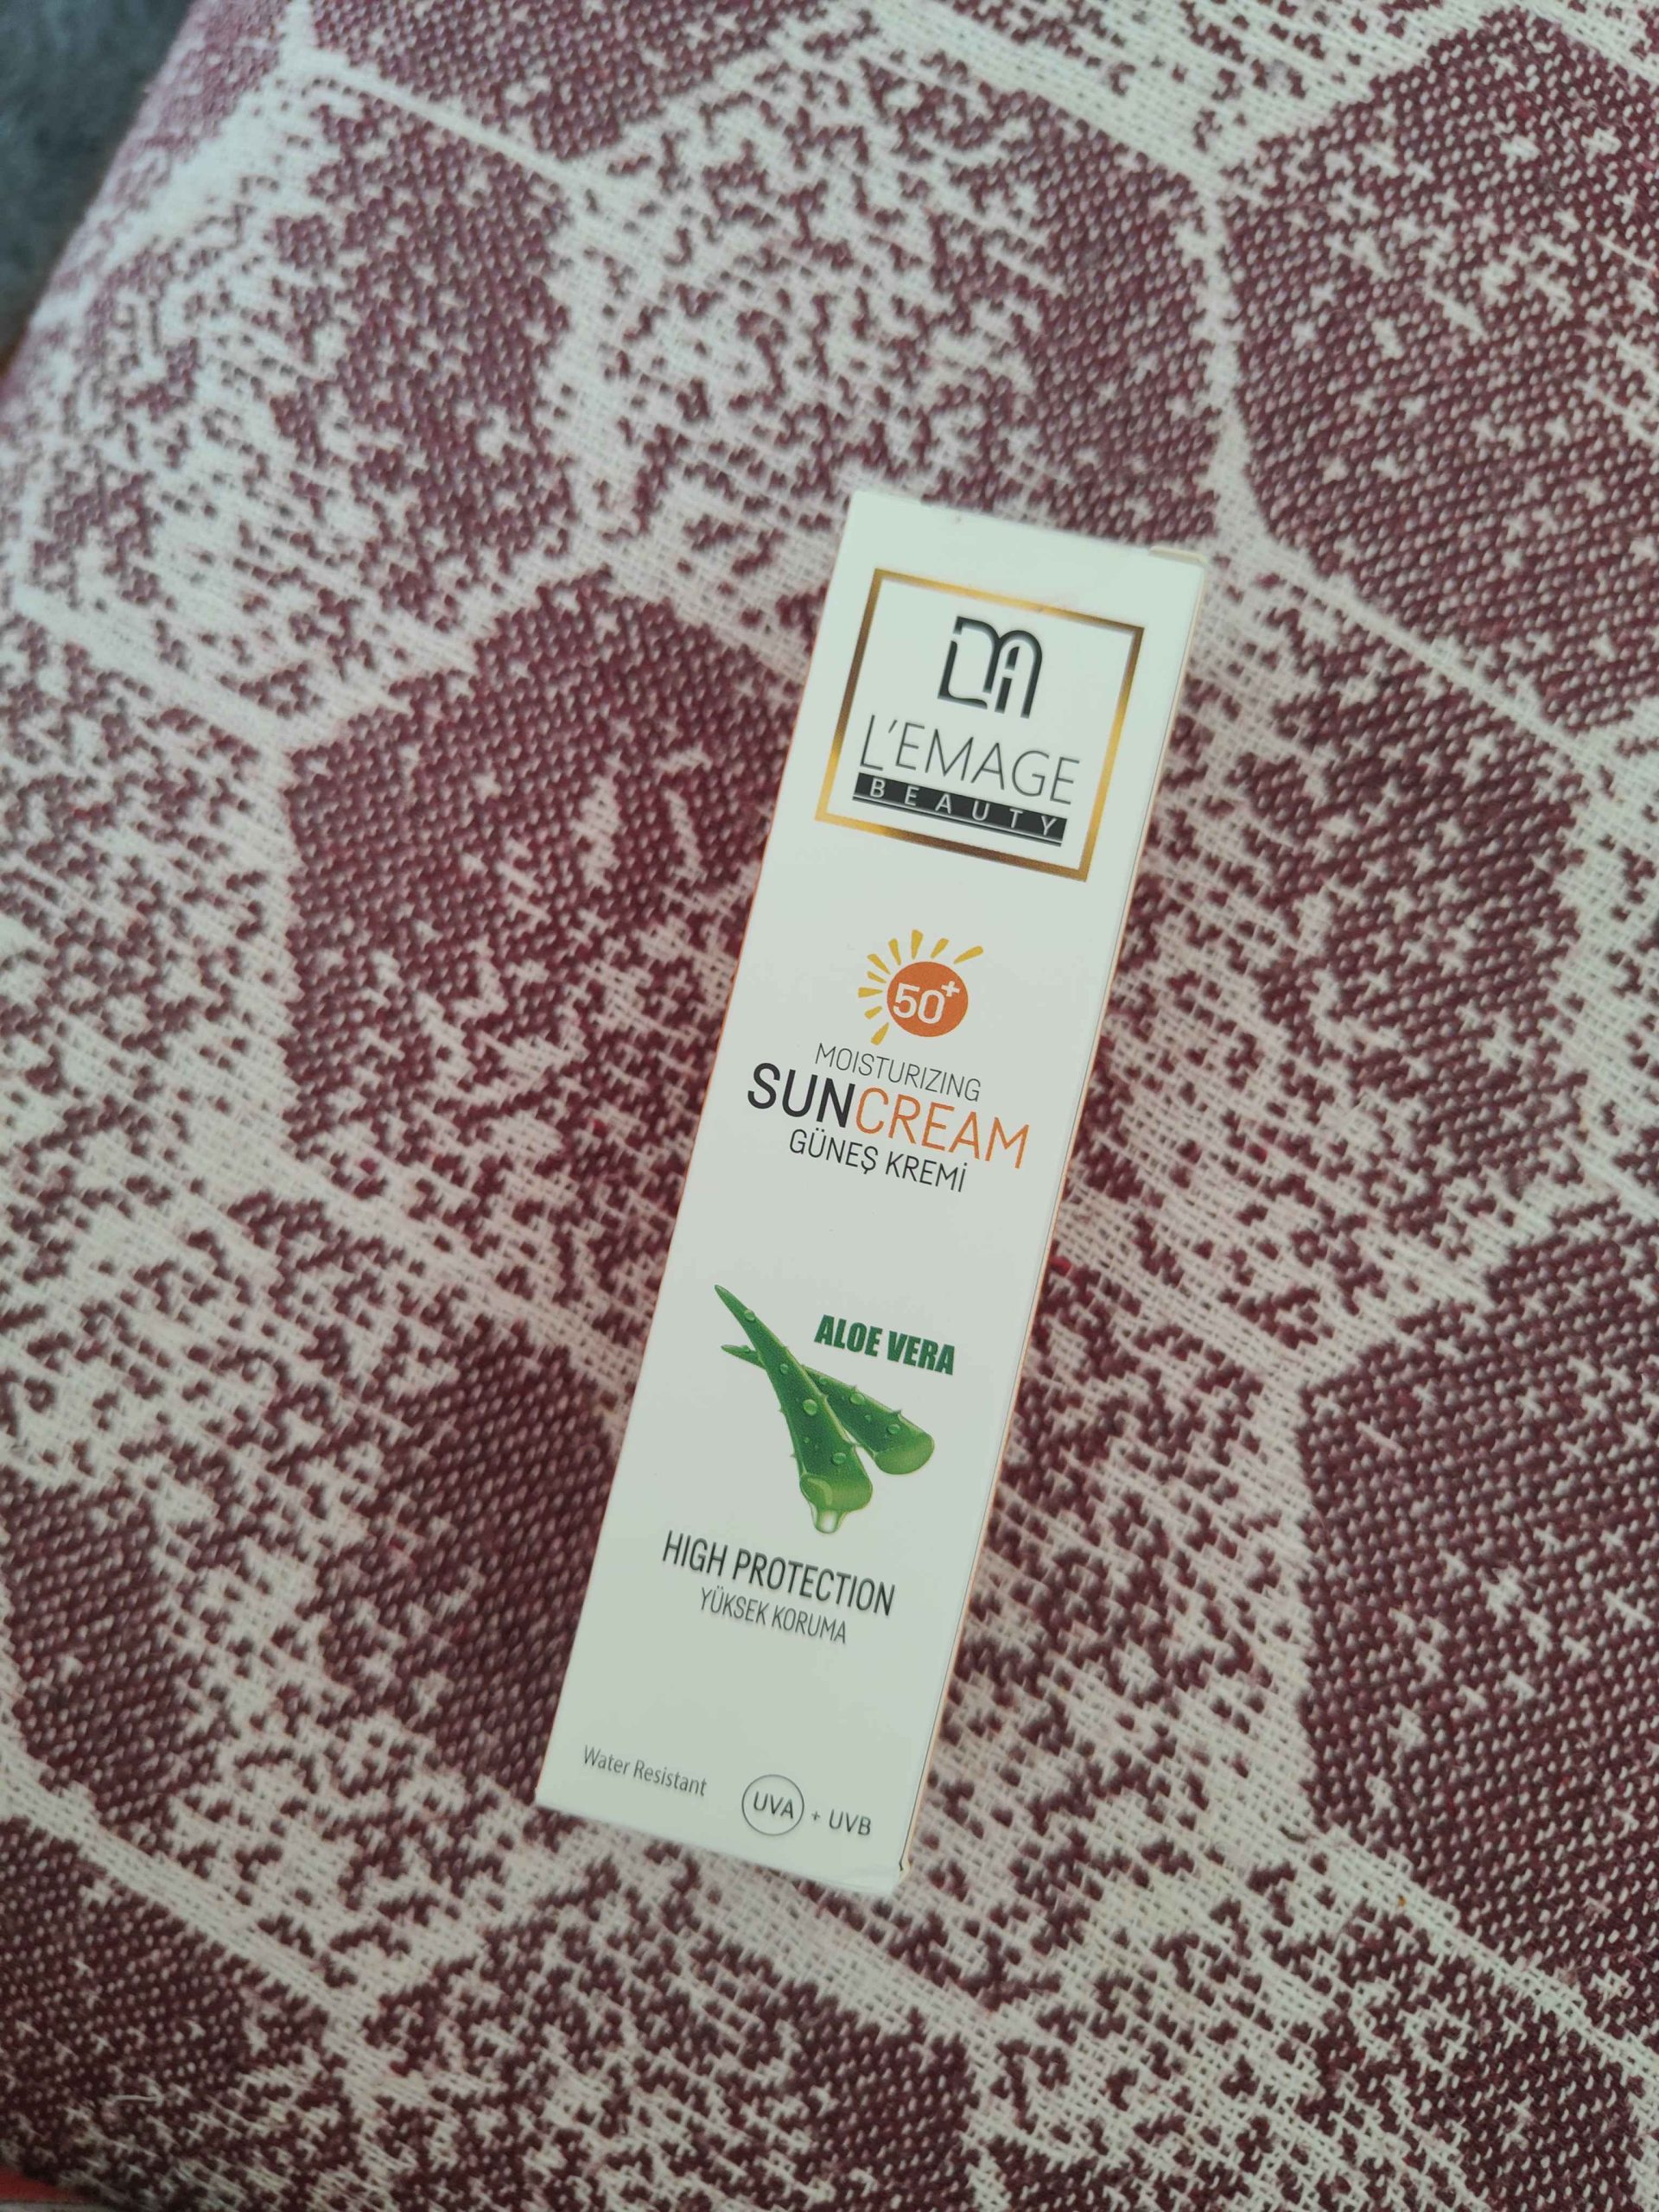 L'EMAGE
BEAUTY
50+
MOISTURIZING
SUNCREAM
GÜNEŞ KREMİ
ALOE VERA
HIGH PROTECTION
YÜKSEK KORUMA
Water Resistant
UVA + UVB